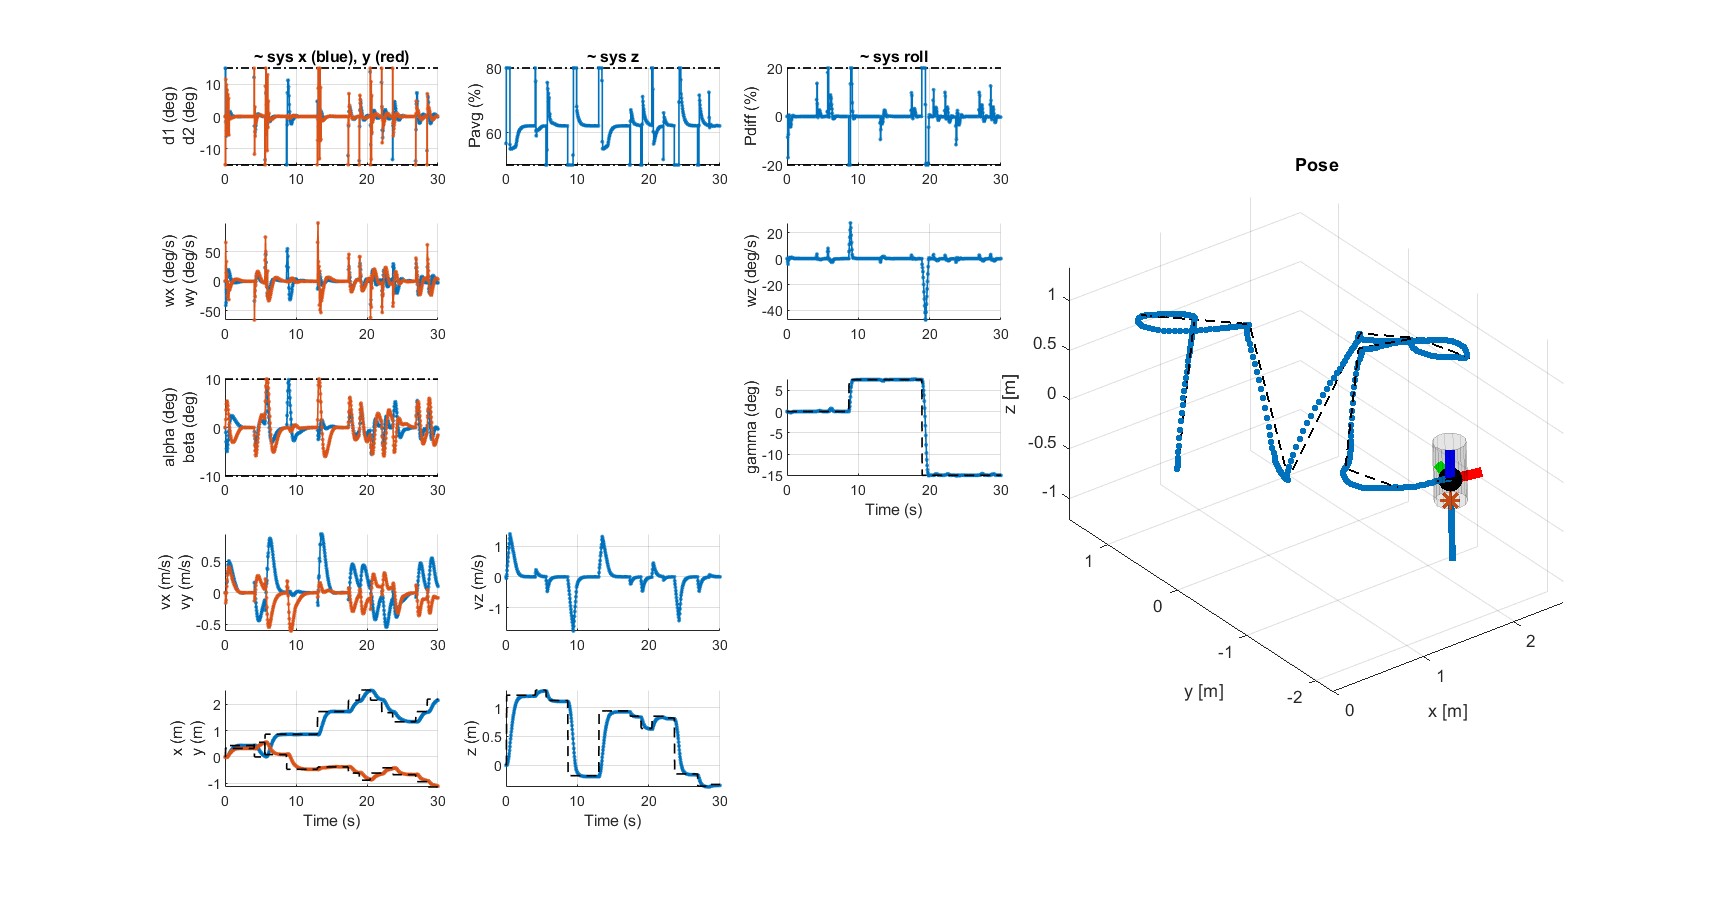 ~ sys x (blue), y (red)
~ sys z
~ sys roll
d1 (deg)
d2 (deg)
10
0
-10
0 10 20 30
Pavg (%)
80
60
0 10 20 30
Pdiff (%)
20
0
-20
0 10 20 30
wx (deg/s)
wy (deg/s)
50
0
-50
0 10 20 30
wz (deg/s)
20
0
-20
-40
0 10 20 30
alpha (deg)
beta (deg)
10
0
-10
0 10 20 30
gamma (deg)
5
0
-5
-10
-15
0 10 20 30
Time (s)
vx (m/s)
vy (m/s)
0.5
0
-0.5
0 10 20 30
vz (m/s)
1
0
-1
0 10 20 30
x (m)
y (m)
2
1
0
-1
0 10 20 30
Time (s)
z (m)
1
0.5
0
0 10 20 30
Time (s)
Pose
z [m]
1
0.5
0
-0.5
-1
1
0
-1
-2
y [m]
0
1
2
x [m]